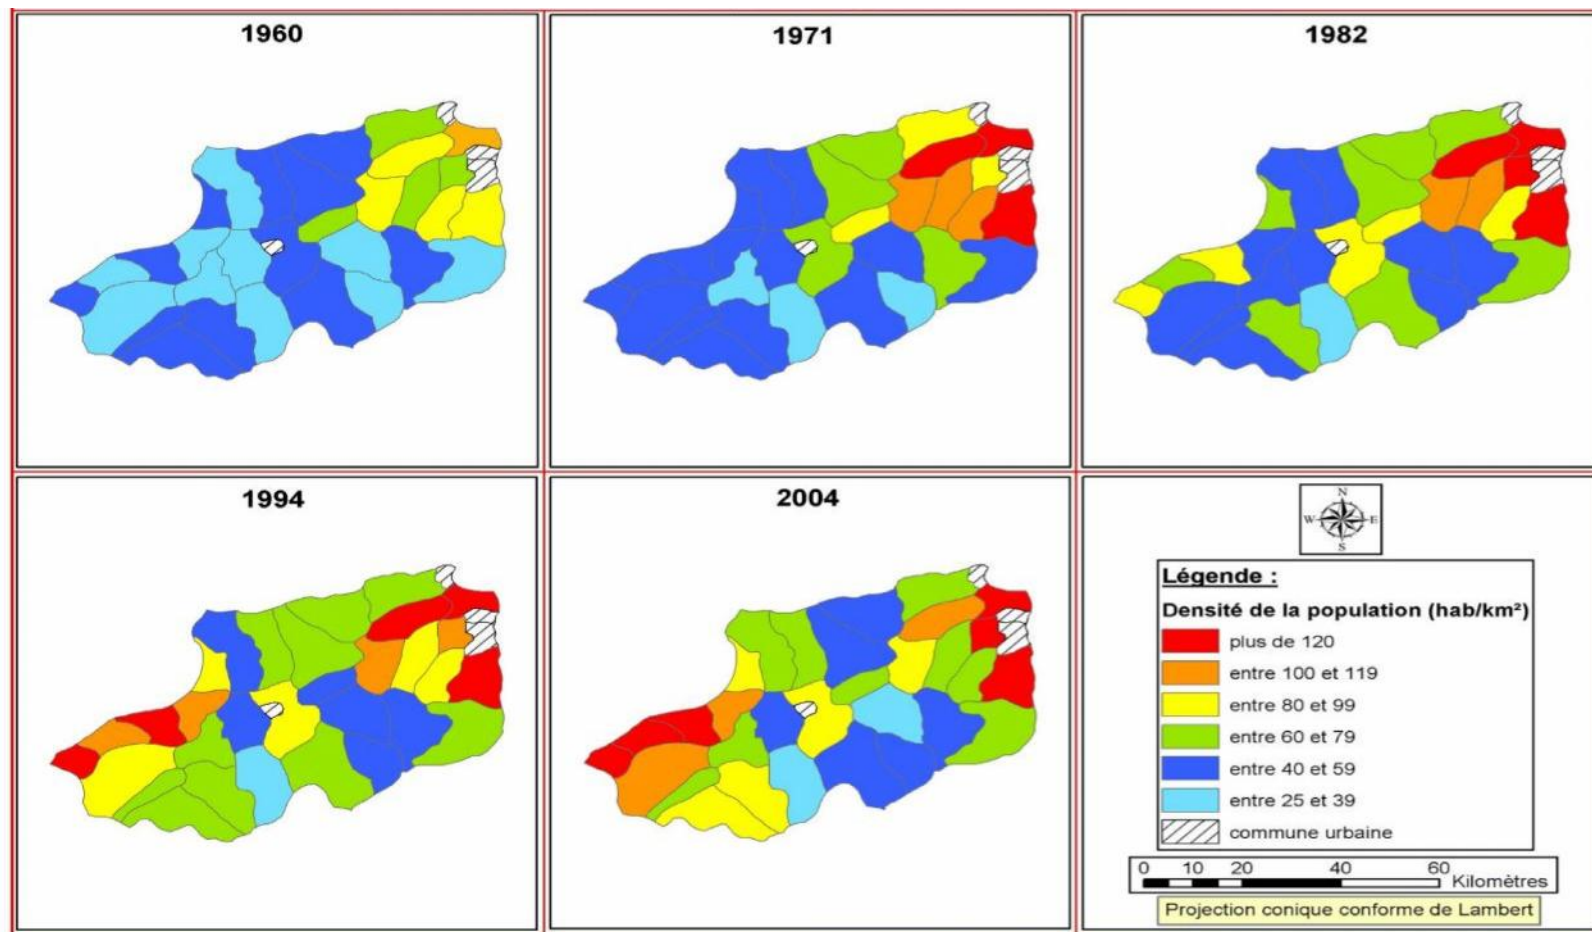 1960
1971
1982
1994
2004
N
W E
S
Légende :
Densité de la population (hab/km²)
plus de 120
entre 100 et 119
entre 80 et 99
entre 60 et 79
entre 40 et 59
entre 25 et 39
commune urbaine
0 10 20 40 60
Kilomètres
Projection conique conforme de Lambert